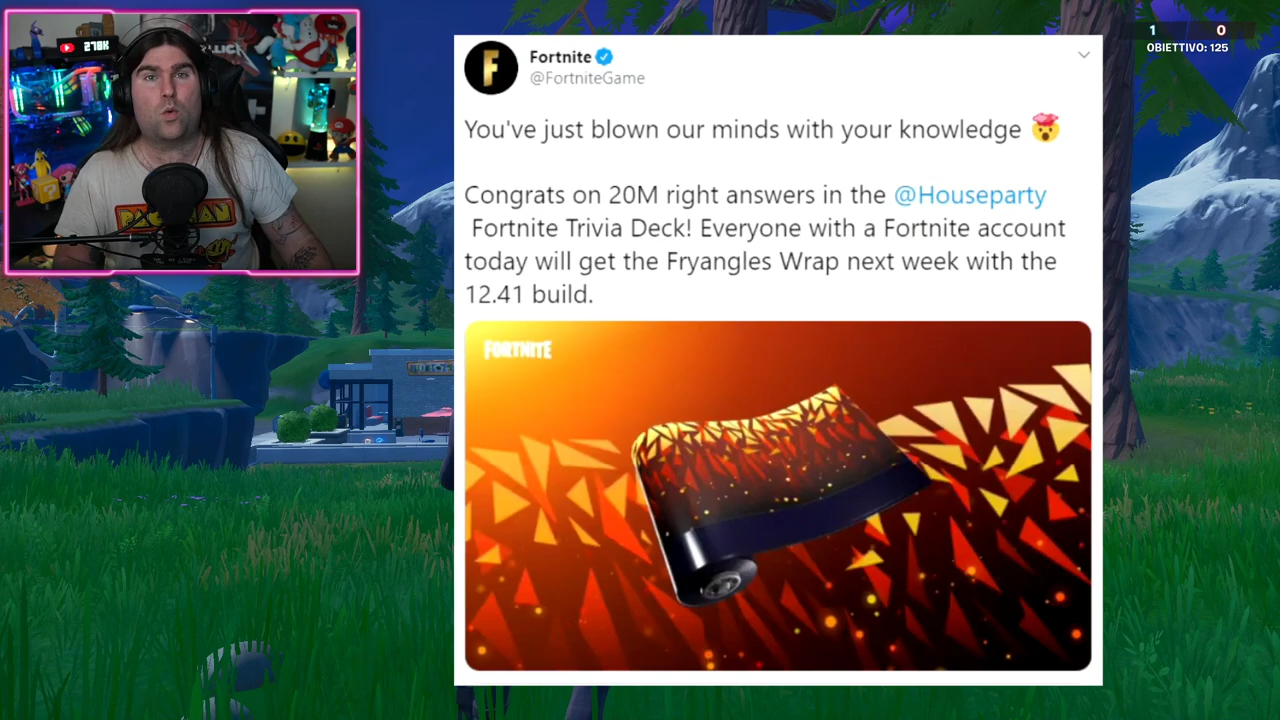 278K
1 0
OBIETTIVO: 125
Fortnite
@FortniteGame
You've just blown our minds with your knowledge 🤯
Congrats on 20M right answers in the @Houseparty
Fortnite Trivia Deck! Everyone with a Fortnite account
today will get the Fryangles Wrap next week with the
12.41 build.
FORTNITE